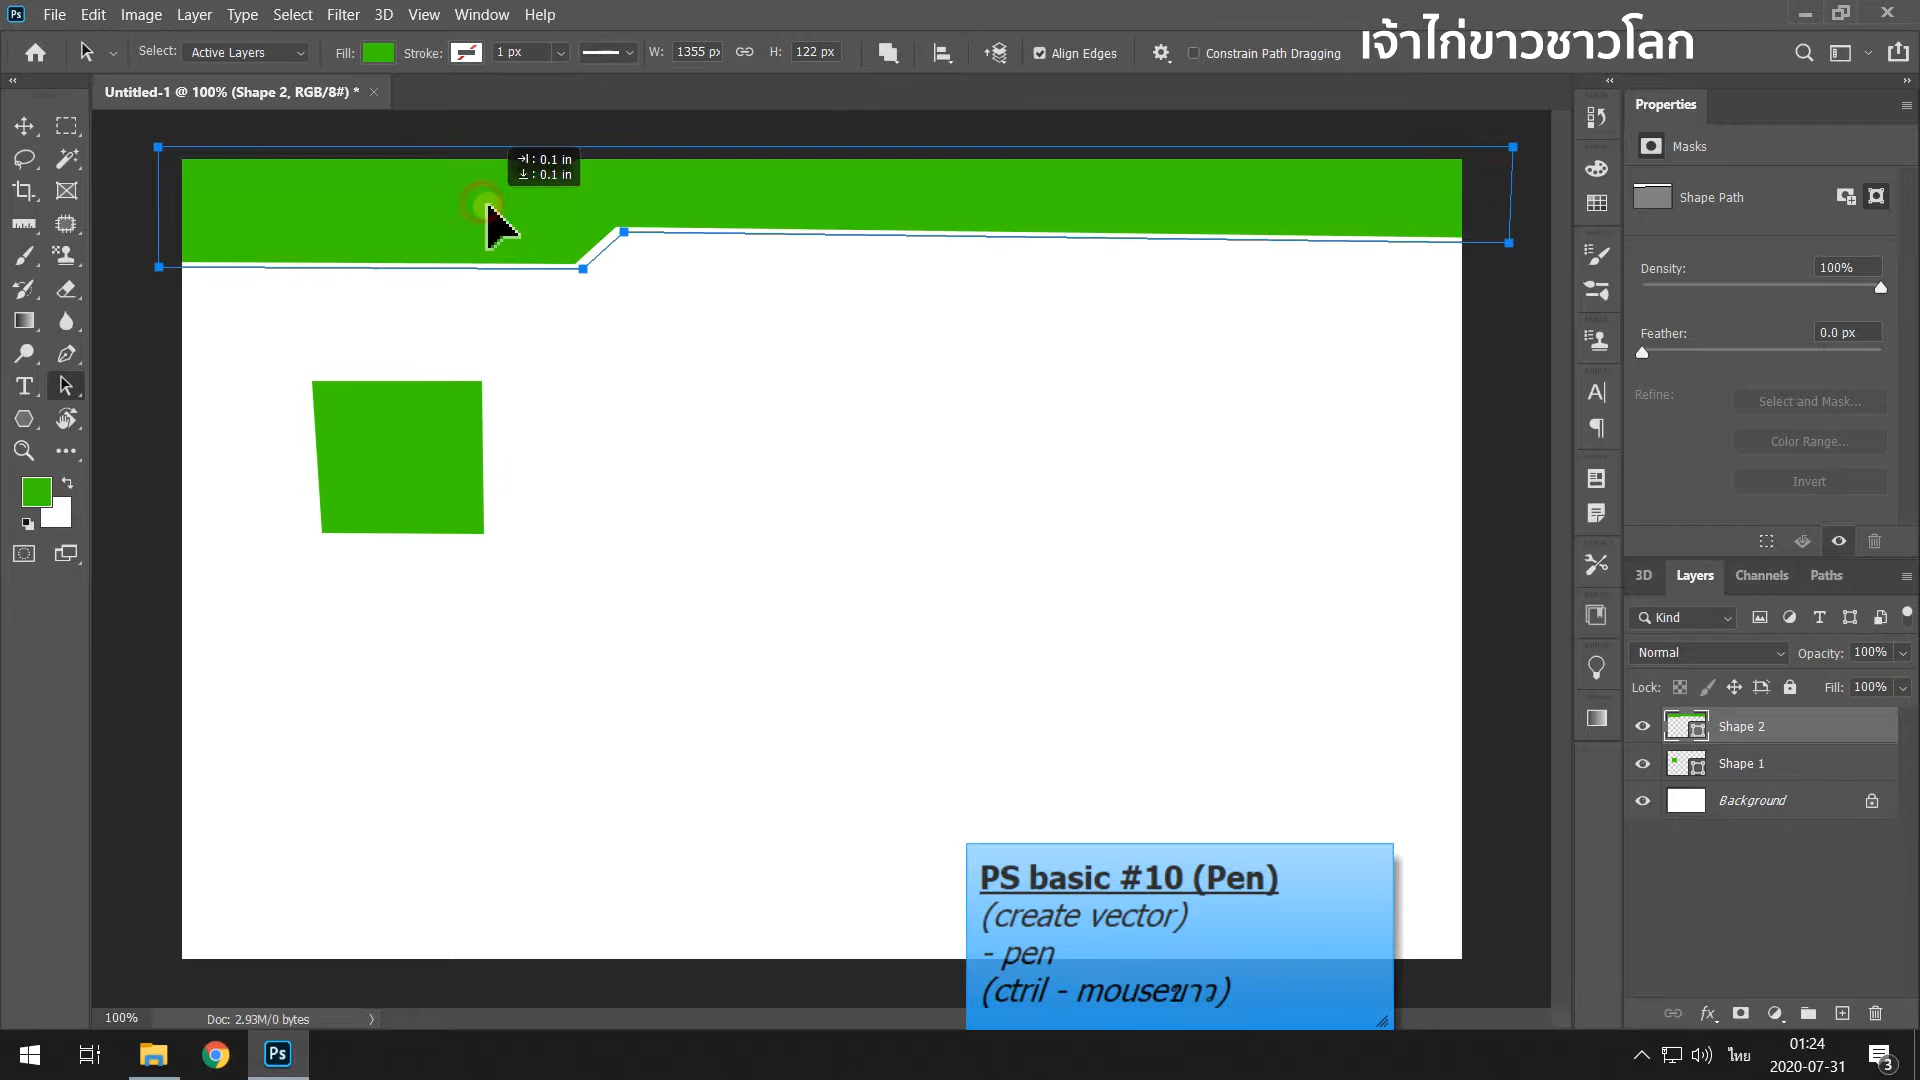 Ps File Edit Image Layer Type Select Filter 3D View Window Help
Select: Active Layers Fill: Stroke: 1 px W: 1355 px H: 122 px Align Edges Constrain Path Dragging
เจ้าไก่ขาวชาวโลก
Untitled-1 @ 100% (Shape 2, RGB/8#) * ×
: 0.1 in
: 0.1 in
Properties
Masks
Shape Path
Density: 100%
Feather: 0.0 px
Refine: Select and Mask...
Color Range...
Invert
3D Layers Channels Paths
Kind
Normal Opacity: 100%
Lock: Fill: 100%
Shape 2
Shape 1
Background
fx
PS basic #10 (Pen)
(create vector)
- pen
(ctril - mouseขาว)
100% Doc: 2.93M/0 bytes
Ps
ไทย
01:24
2020-07-31
3